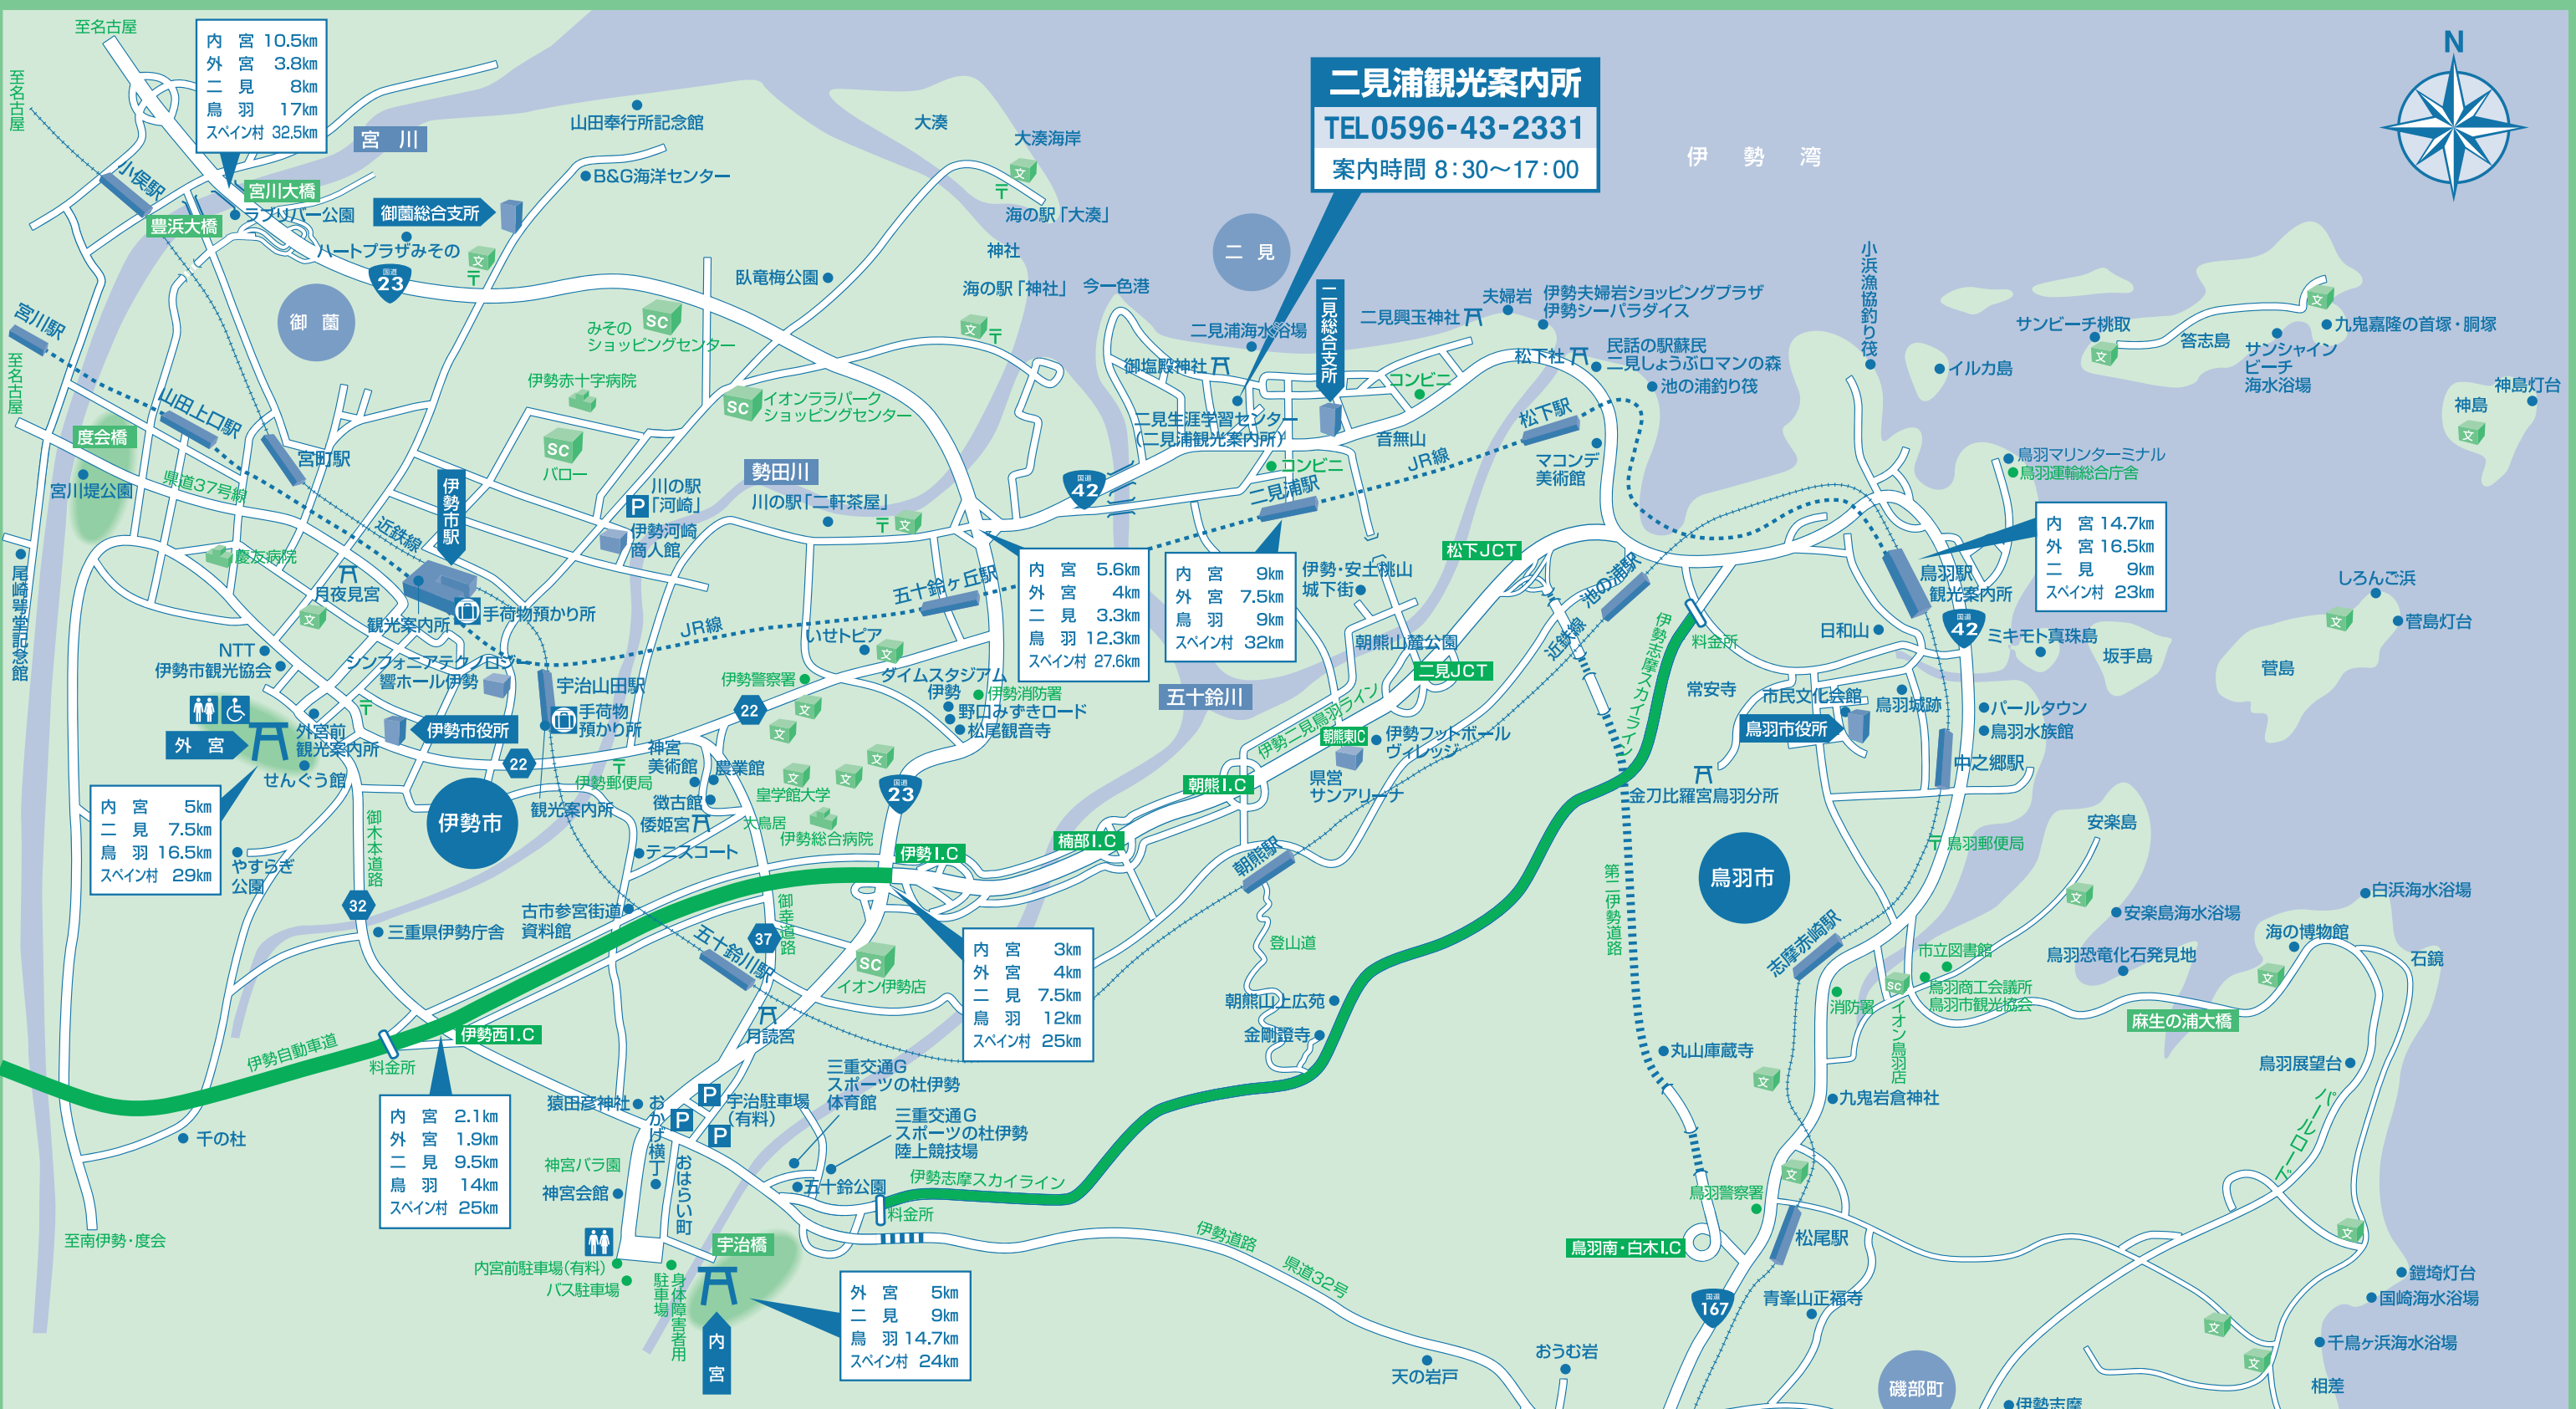 至名古屋
至名古屋
内宮 10.5km
外宮 3.8km
二見 8km
鳥羽 17km
スペイン村 32.5km
宮川
小俣駅
宮川大橋
豊浜大橋
ラブリバー公園
御薗総合支所
ハートプラザみその
国道
23
御薗
山田奉行所記念館
B&G海洋センター
大湊
大湊海岸
文
〒
海の駅「大湊」
神社
海の駅「神社」
今一色港
臥竜梅公園
みその
ショッピングセンター
SC
二見浦観光案内所
TEL0596-43-2331
案内時間 8:30〜17:00
伊勢湾
N
二見
二見総合支所
二見浦海水浴場
二見興玉神社
夫婦岩
伊勢夫婦岩ショッピングプラザ
伊勢シーパラダイス
御塩殿神社
松下社
民話の駅蘇民
二見しょうぶロマンの森
池の浦釣り筏
コンビニ
二見生涯学習センター
(二見浦観光案内所)
音無山
コンビニ
二見浦駅
松下駅
JR線
マコンデ
美術館
小浜漁協釣り筏
イルカ島
サンビーチ桃取
答志島
九鬼嘉隆の首塚・胴塚
サンシャイン
ビーチ
海水浴場
神島灯台
神島
鳥羽マリンターミナル
鳥羽運輸総合庁舎
宮川駅
至名古屋
山田上口駅
度会橋
宮川堤公園
県道37号線
宮町駅
近鉄線
伊勢市駅
伊勢赤十字病院
SC
バロー
SC
イオンララパーク
ショッピングセンター
勢田川
川の駅
「河崎」
P
川の駅「二軒茶屋」
伊勢河崎
商人館
国道
42
尾崎咢堂記念館
慶友病院
月夜見宮
手荷物預かり所
観光案内所
NTT
伊勢市観光協会
シンフォニアテクノロジー
響ホール伊勢
宇治山田駅
手荷物
預かり所
外宮前
観光案内所
外宮
せんぐう館
伊勢市役所
22
22
伊勢市
観光案内所
伊勢郵便局
五十鈴ヶ丘駅
JR線
いせトピア
伊勢警察署
ダイムスタジアム
伊勢
伊勢消防署
野口みずきロード
松尾観音寺
内宮 5.6km
外宮 4km
二見 3.3km
鳥羽 12.3km
スペイン村 27.6km
内宮 9km
外宮 7.5km
鳥羽 9km
スペイン村 32km
五十鈴川
松下JCT
伊勢・安土桃山
城下街
朝熊山麓公園
二見JCT
池の浦駅
近鉄線
伊勢二見鳥羽ライン
朝熊東IC
伊勢フットボール
ヴィレッジ
県営
サンアリーナ
朝熊I.C
伊勢志摩スカイライン
料金所
内宮 14.7km
外宮 16.5km
二見 9km
スペイン村 23km
鳥羽駅
観光案内所
42
日和山
ミキモト真珠島
坂手島
しろんご浜
菅島灯台
菅島
常安寺
市民文化会館
鳥羽城跡
鳥羽市役所
パールタウン
鳥羽水族館
中之郷駅
金刀比羅宮鳥羽分所
鳥羽市
鳥羽郵便局
安楽島
内宮 5km
二見 7.5km
鳥羽 16.5km
スペイン村 29km
やすらぎ
公園
御木本道路
32
三重県伊勢庁舎
神宮
美術館
農業館
徴古館
倭姫宮
テニスコート
皇学館大学
大鳥居
伊勢総合病院
国道
23
伊勢I.C
楠部I.C
古市参宮街道
資料館
37
御幸道路
五十鈴川駅
SC
イオン伊勢店
朝熊駅
登山道
朝熊山上広苑
金剛證寺
第二伊勢道路
内宮 3km
外宮 4km
二見 7.5km
鳥羽 12km
スペイン村 25km
志摩赤崎駅
市立図書館
SC
鳥羽商工会議所
鳥羽市観光協会
消防署
イオン鳥羽店
安楽島海水浴場
鳥羽恐竜化石発見地
海の博物館
白浜海水浴場
石鏡
麻生の浦大橋
鳥羽展望台
パールロード
伊勢西I.C
伊勢自動車道
料金所
内宮 2.1km
外宮 1.9km
二見 9.5km
鳥羽 14km
スペイン村 25km
千の杜
至南伊勢・度会
月読宮
猿田彦神社
おかげ横丁
P
P
P
宇治駐車場
(有料)
三重交通G
スポーツの杜伊勢
体育館
三重交通G
スポーツの杜伊勢
陸上競技場
神宮バラ園
神宮会館
おはらい町
五十鈴公園
伊勢志摩スカイライン
料金所
内宮前駐車場(有料)
バス駐車場
身体障害者用
駐車場
宇治橋
内宮
外宮 5km
二見 9km
鳥羽 14.7km
スペイン村 24km
伊勢道路
県道32号
天の岩戸
おうむ岩
丸山庫蔵寺
九鬼岩倉神社
鳥羽警察署
鳥羽南・白木I.C
松尾駅
国道
167
青峯山正福寺
磯部町
伊勢志摩
鎧埼灯台
国崎海水浴場
千鳥ヶ浜海水浴場
相差